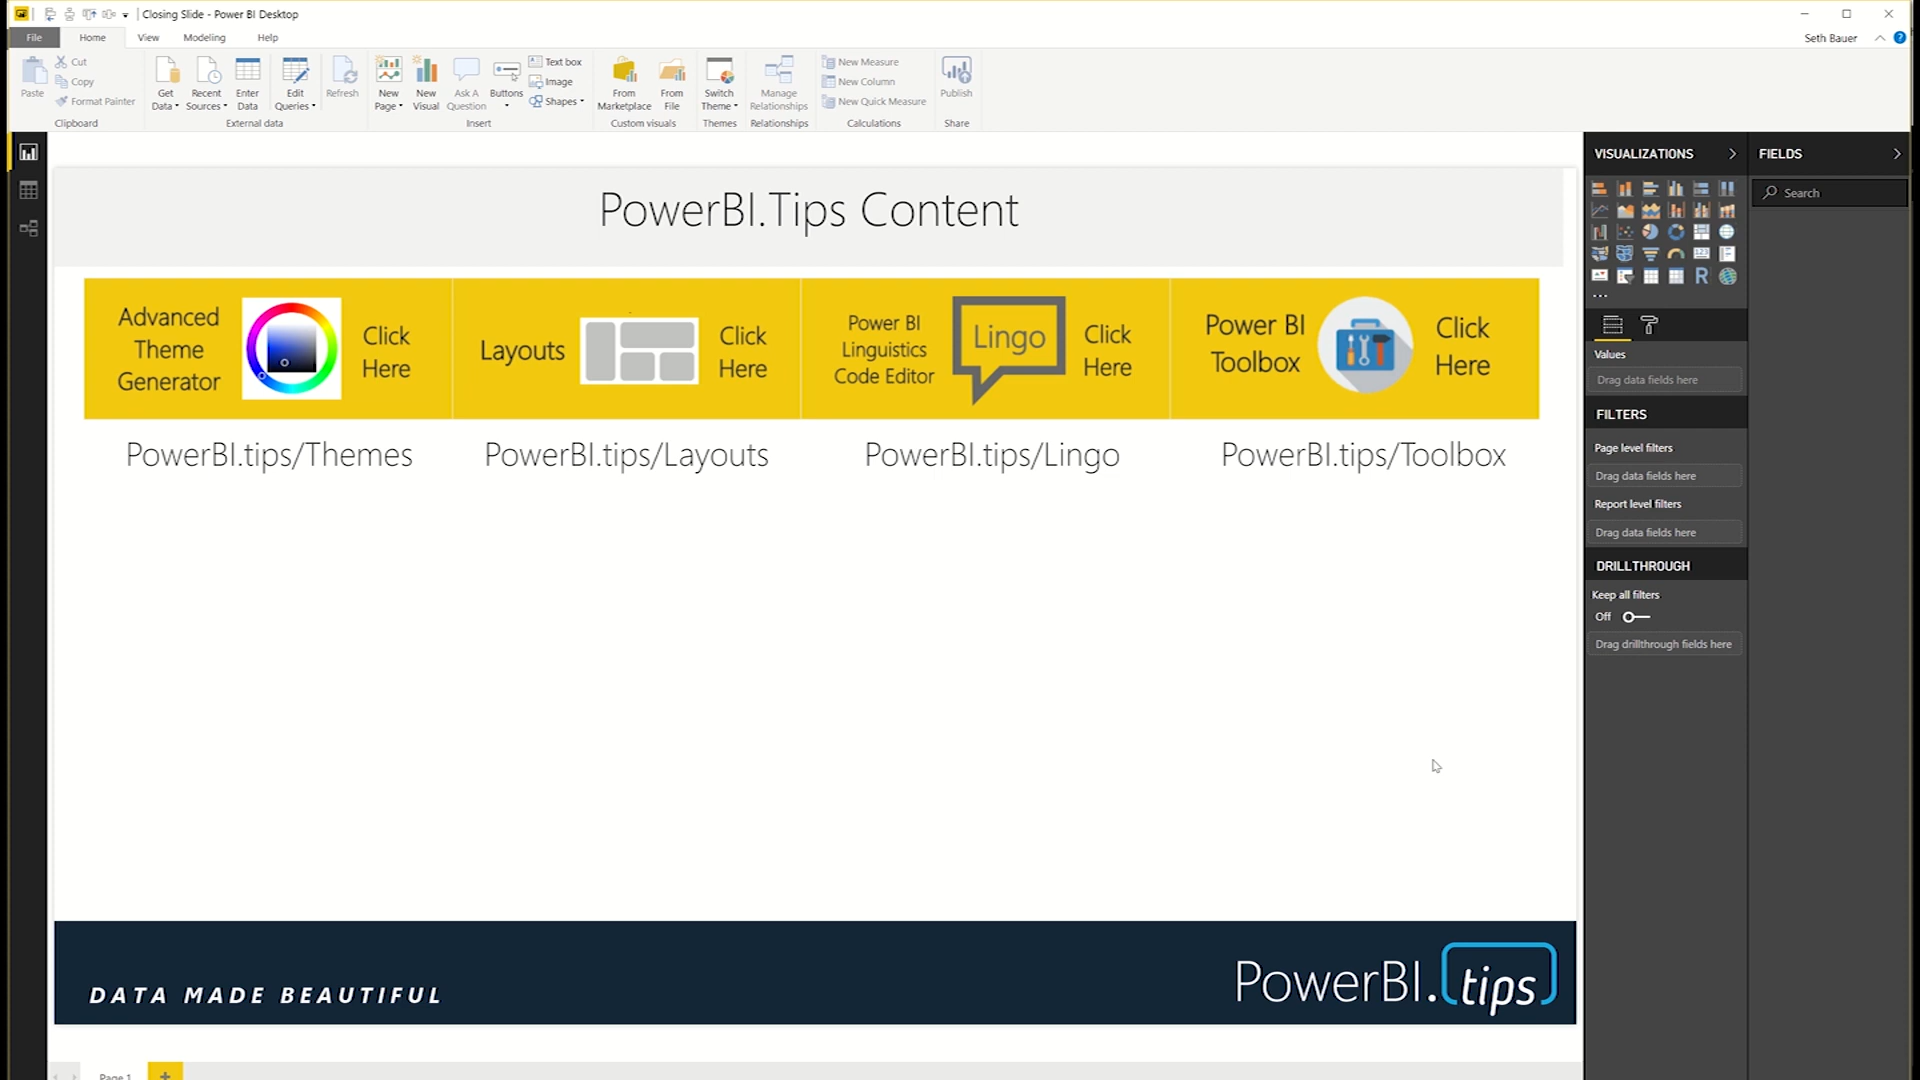 Closing Slide - Power BI Desktop
File Home View Modeling Help
Seth Bauer
Paste
Cut
Copy
Format Painter
Clipboard
Get Data
Recent Sources
Enter Data
Edit Queries
Refresh
External data
New Page
New Visual
Ask A Question
Buttons
Text box
Image
Shapes
Insert
From Marketplace
From File
Custom visuals
Switch Theme
Themes
Manage Relationships
Relationships
New Measure
New Column
New Quick Measure
Calculations
Publish
Share
PowerBI.Tips Content
Advanced
Theme
Generator
Click
Here
Layouts
Click
Here
Power BI
Linguistics
Code Editor
Lingo
Click
Here
Power BI
Toolbox
Click
Here
PowerBI.tips/Themes
PowerBI.tips/Layouts
PowerBI.tips/Lingo
PowerBI.tips/Toolbox
DATA MADE BEAUTIFUL
PowerBI.tips
Page 1
VISUALIZATIONS
R
Values
Drag data fields here
FILTERS
Page level filters
Drag data fields here
Report level filters
Drag data fields here
DRILLTHROUGH
Keep all filters
Off
Drag drillthrough fields here
FIELDS
Search